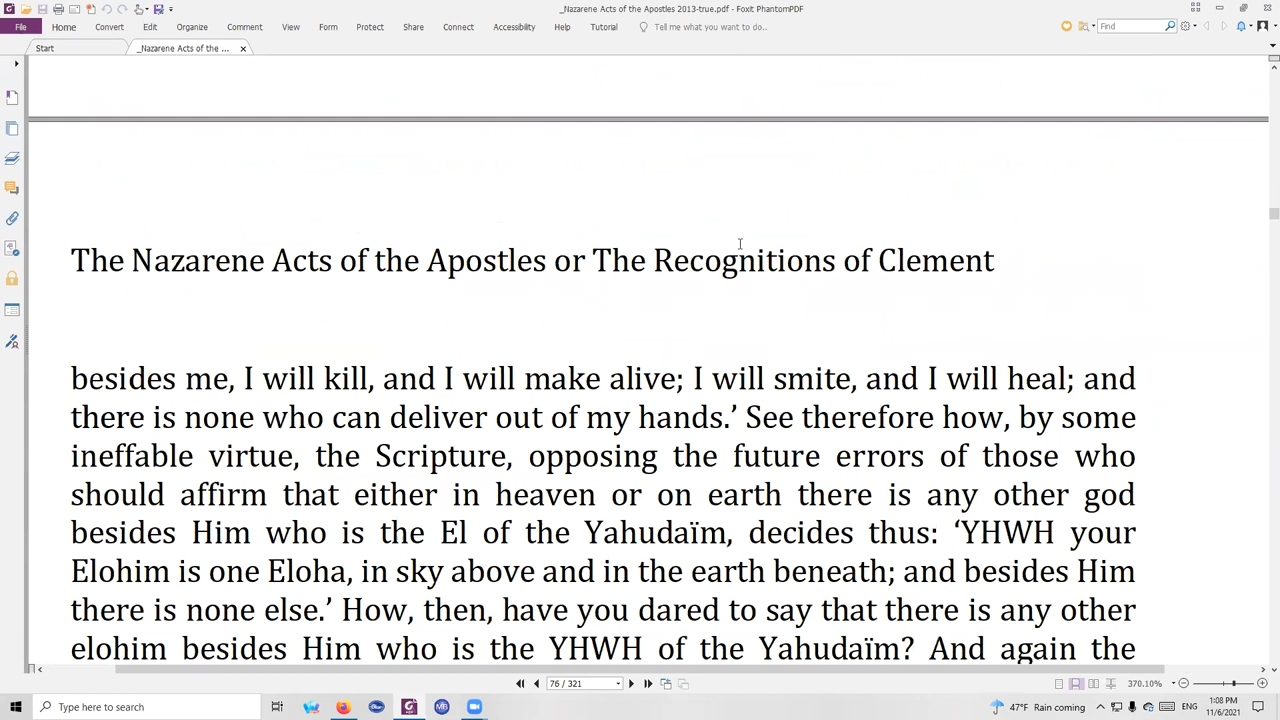 _Nazarene Acts of the Apostles 2013-true.pdf - Foxit PhantomPDF
File Home Convert Edit Organize Comment View Form Protect Share Connect Accessibility Help Tutorial Tell me what you want to do.. Find
Start _Nazarene Acts of the ...
The Nazarene Acts of the Apostles or The Recognitions of Clement
besides me, I will kill, and I will make alive; I will smite, and I will heal; and
there is none who can deliver out of my hands.’ See therefore how, by some
ineffable virtue, the Scripture, opposing the future errors of those who
should affirm that either in heaven or on earth there is any other god
besides Him who is the El of the Yahudaïm, decides thus: ‘YHWH your
Elohim is one Eloha, in sky above and in the earth beneath; and besides Him
there is none else.’ How, then, have you dared to say that there is any other
elohim besides Him who is the YHWH of the Yahudaïm? And again the
76 / 321 370.10%
Type here to search MB 47°F Rain coming ENG 1:08 PM
11/6/2021